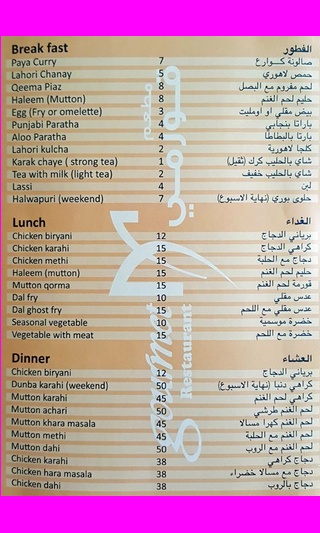 Break fast الفطور
Paya Curry 7 صالونة كـــوارع
Lahori Chanay 5 حمص لاهوري
Qeema Piaz 8 لحم مفروم مع البصل
Haleem (Mutton) 8 حليم لحم الغنم
Egg (Fry or omelette) 3 بيض مقلي او اومليت
Punjabi Paratha 4 باراتا بنجابي
Aloo Paratha 4 باراتا بالبطاطا
Lahori kulcha 2 كلجا لاهورية
Karak chaye ( strong tea) 1 شاي بالحليب كرك (ثقيل)
Tea with milk (light tea) 2 شاي بالحليب خفيف
Lassi 4 لبن
Halwapuri (weekend) 7 حلوى بوري (نهاية الاسبوع)
Lunch الغداء
Chicken biryani 12 برياني الدجاج
Chicken karahi 15 كراهي الدجاج
Chicken methi 15 دجاج مع الحلبة
Haleem (mutton) 15 حليم لحم الغنم
Mutton qorma 15 قورمة لحم الغنم
Dal fry 10 عدس مقلي
Dal ghost fry 15 عدس مقلي مع اللحم
Seasonal vegetable 10 خضرة موسمية
Vegetable with meat 15 خضرة مع اللحم
Dinner العشاء
Chicken biryani 12 برياني الدجاج
Dunba karahi (weekend) 50 كراهي دنبا (نهاية الاسبوع)
Mutton karahi 45 كراهي لحم الغنم
Mutton achari 50 لحم الغنم طرشي
Mutton khara masala 45 لحم الغنم كهرا مسالا
Mutton methi 45 لحم الغنم مع الحلبة
Mutton dahi 50 لحم الغنم مع الروب
Chicken karahi 38 كراهي دجاج
Chicken hara masala 38 دجاج مع مسالا خضراء
Chicken dahi 38 دجاج بالروب
مطعم
gourmet
Restaurant